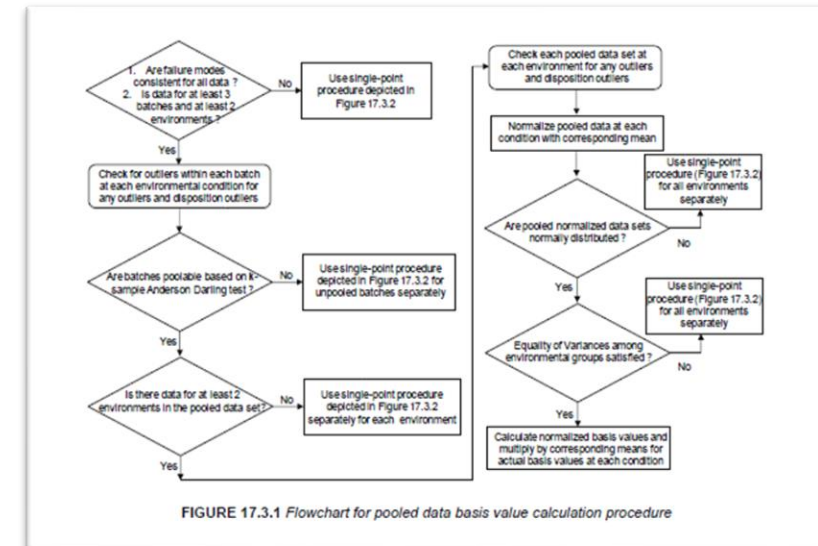 1. Are failure modes
consistent for all data ?
2. Is data for at least 3
batches and at least 2
environments ?
No
Use single-point
procedure depicted in
Figure 17.3.2
Yes
Check for outliers within each batch
at each environmental condition for
any outliers and disposition outliers
Are batches poolable based on k-
sample Anderson Darling test ?
No
Use single-point procedure
depicted in Figure 17.3.2 for
unpooled batches separately
Yes
Is there data for at least 2
environments in the pooled data set?
No
Use single-point procedure
depicted in Figure 17.3.2
separately for each environment
Yes
Check each pooled data set at
each environment for any outliers
and disposition outliers
Normalize pooled data at each
condition with corresponding mean
Use single-point
procedure (Figure 17.3.2)
for all environments
separately
Are pooled normalized data sets
normally distributed ?
No
Yes
Use single-point
procedure (Figure 17.3.2)
for all environments
separately
Equality of Variances among
environmental groups satisfied ?
No
Yes
Calculate normalized basis values and
multiply by corresponding means for
actual basis values at each condition
FIGURE 17.3.1 Flowchart for pooled data basis value calculation procedure